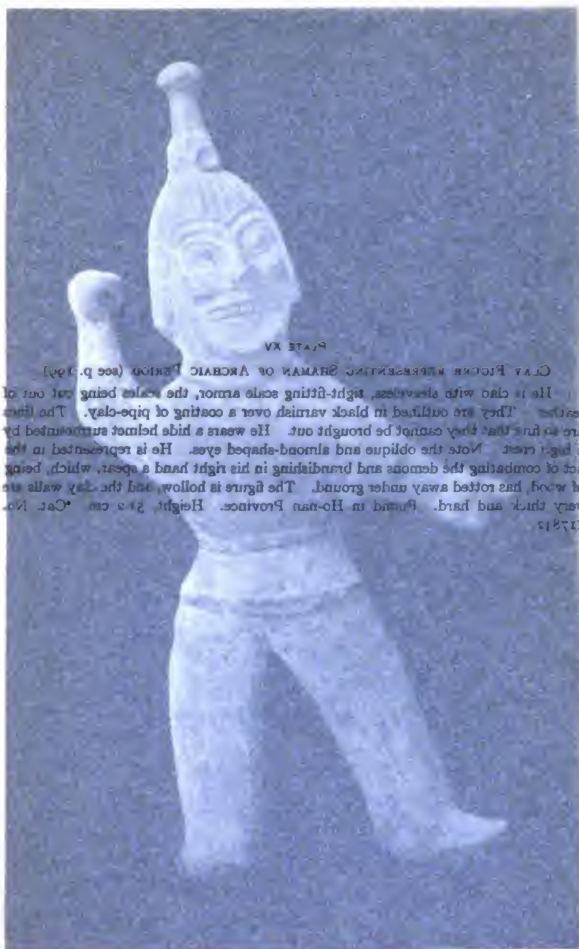 PLATE XV
CLAY FIGURE REPRESENTING SHAMAN OF ARCHAIC PERIOD (see p. 199)
He is clad with sleeveless, tight-fitting scale armor, the scales being cut out of
leather. They are outlined in black varnish over a coating of pipe-clay. The lines
are so fine that they cannot be brought out. He wears a hide helmet surmounted by
a high crest. Note the oblique and almond-shaped eyes. He is represented in the
act of combating the demons and brandishing in his right hand a spear, which, being
of wood, has rotted away under ground. The figure is hollow, and the clay walls are
very thick and hard. Found in Ho-nan Province. Height, cm. Cat. No.
117812